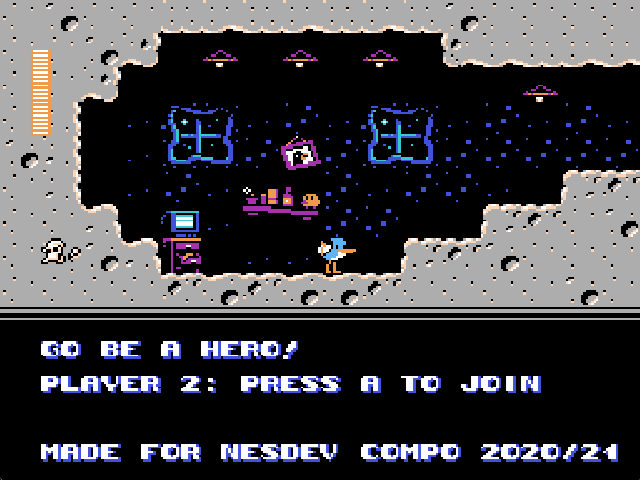 GO BE A HERO!
PLAYER 2: PRESS A TO JOIN
MADE FOR NESDEV COMPO 2020/21